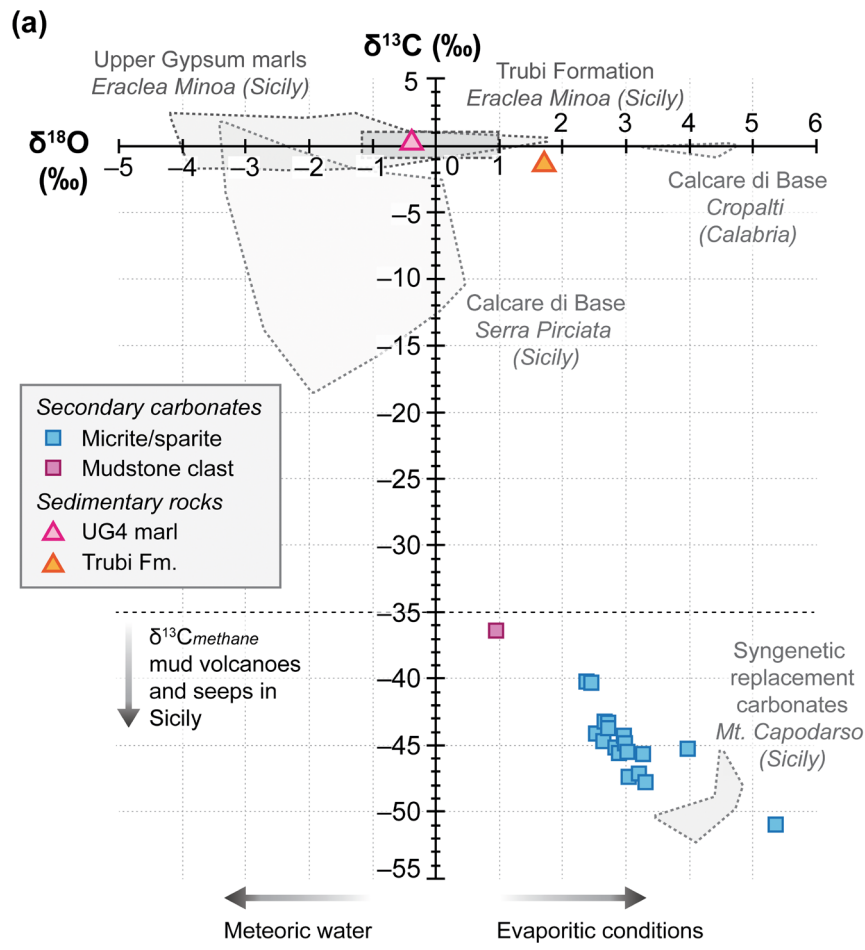 (a)
δ¹³C (‰)
Upper Gypsum marls
Eraclea Minoa (Sicily)
Trubi Formation
Eraclea Minoa (Sicily)
5
δ¹⁸O
(‰)
–5 –4 –3 –2 –1 0 1 2 3 4 5 6
Calcare di Base
Cropalti
(Calabria)
–5
–10
Calcare di Base
Serra Pirciata
(Sicily)
–15
Secondary carbonates
Micrite/sparite
Mudstone clast
Sedimentary rocks
UG4 marl
Trubi Fm.
–20
–25
–30
–35
δ¹³Cmethane
mud volcanoes
and seeps in
Sicily
–40
Syngenetic
replacement
carbonates
Mt. Capodarso
(Sicily)
–45
–50
–55
Meteoric water
Evaporitic conditions